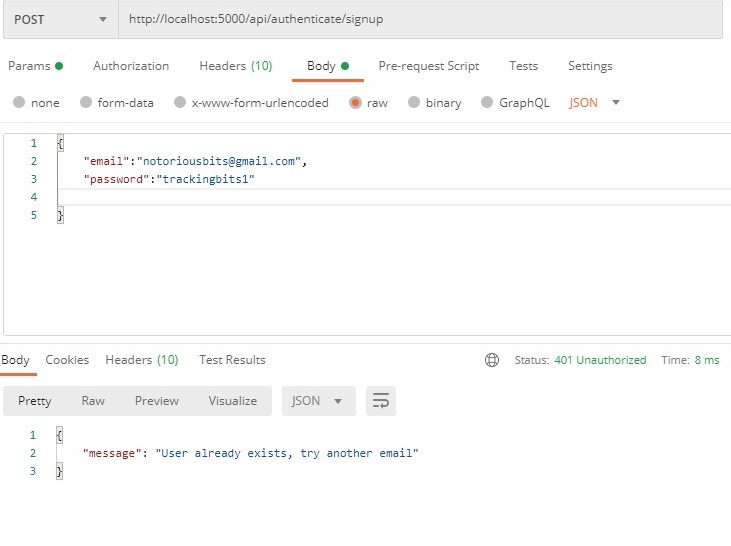 POST http://localhost:5000/api/authenticate/signup
Params Authorization Headers (10) Body Pre-request Script Tests Settings
none form-data x-www-form-urlencoded raw binary GraphQL JSON
1 {
2 "email":"notoriousbits@gmail.com",
3 "password":"trackingbits1"
4
5 }
Body Cookies Headers (10) Test Results Status: 401 Unauthorized Time: 8 ms
Pretty Raw Preview Visualize JSON
1 {
2 "message": "User already exists, try another email"
3 }